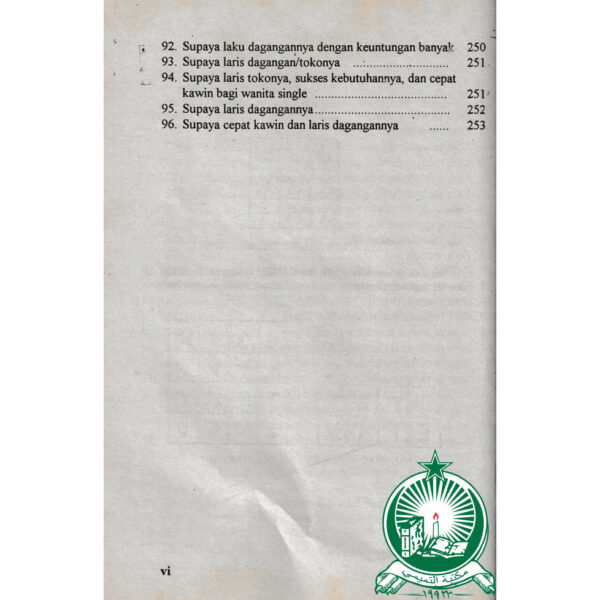 92. Supaya laku dagangannya dengan keuntungan banyak 250
93. Supaya laris dagangan/tokonya ...................... 251
94. Supaya laris tokonya, sukses kebutuhannya, dan cepat
kawin bagi wanita single ................................ 251
95. Supaya laris dagangannya................................ 252
96. Supaya cepat kawin dan laris dagangannya ...... 253
vi
مكتبة التميمي